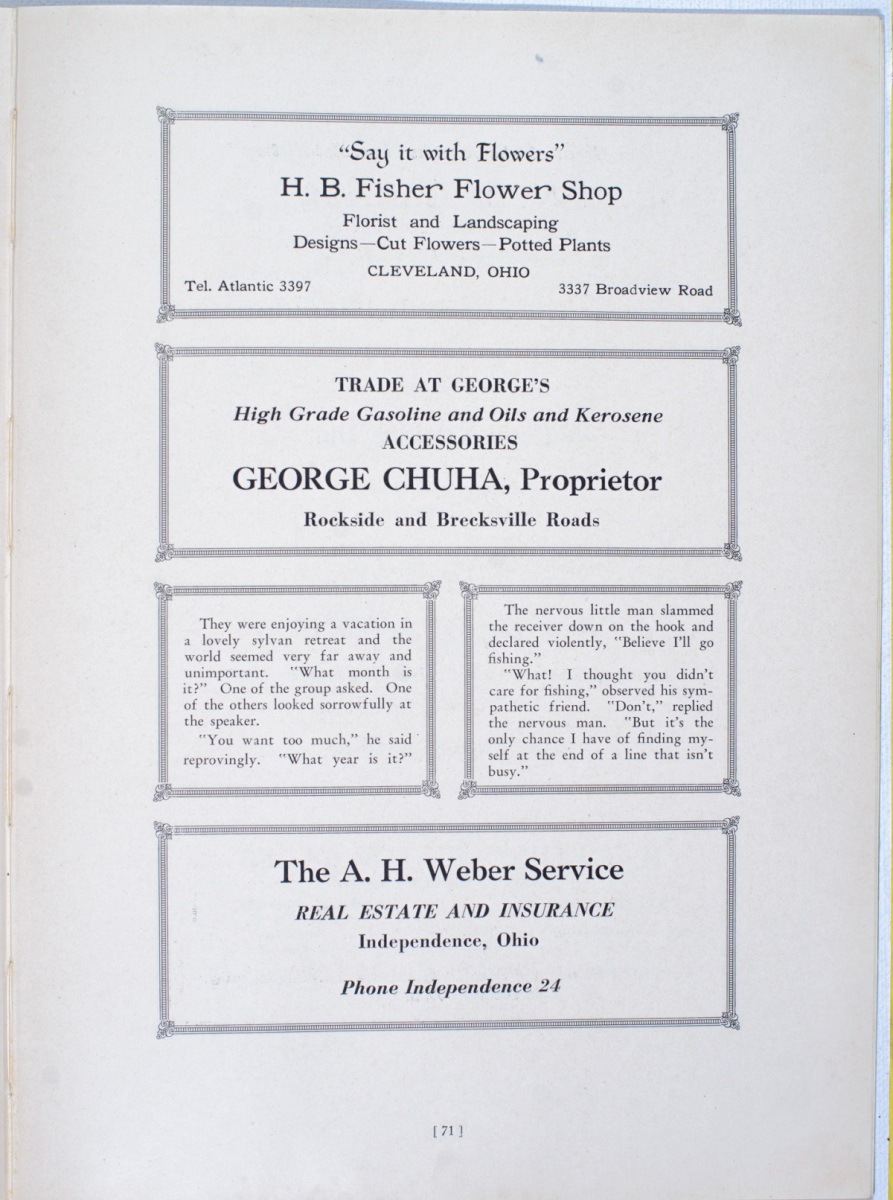 "Say it with Flowers"
H. B. Fisher Flower Shop
Florist and Landscaping
Designs—Cut Flowers—Potted Plants
CLEVELAND, OHIO
Tel. Atlantic 3397
3337 Broadview Road
TRADE AT GEORGE'S
High Grade Gasoline and Oils and Kerosene
ACCESSORIES
GEORGE CHUHA, Proprietor
Rockside and Brecksville Roads
They were enjoying a vacation in
a lovely sylvan retreat and the
world seemed very far away and
unimportant. "What month is
it?" One of the group asked. One
of the others looked sorrowfully at
the speaker.
"You want too much," he said
reprovingly. "What year is it?"
The nervous little man slammed
the receiver down on the hook and
declared violently, "Believe I'll go
fishing."
"What! I thought you didn't
care for fishing," observed his sym-
pathetic friend. "Don't," replied
the nervous man. "But it's the
only chance I have of finding my-
self at the end of a line that isn't
busy."
The A. H. Weber Service
REAL ESTATE AND INSURANCE
Independence, Ohio
Phone Independence 24
[ 71 ]